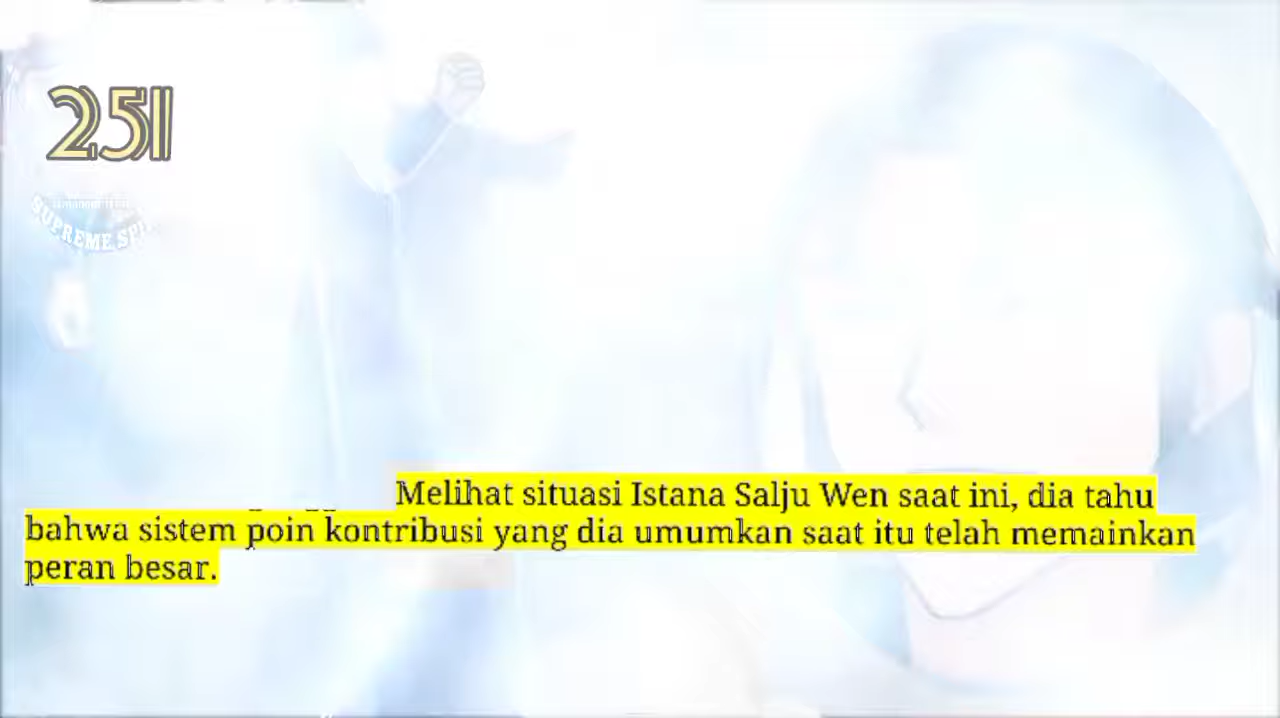 251
SUPREME
Melihat situasi Istana Salju Wen saat ini, dia tahu
bahwa sistem poin kontribusi yang dia umumkan saat itu telah memainkan
peran besar.